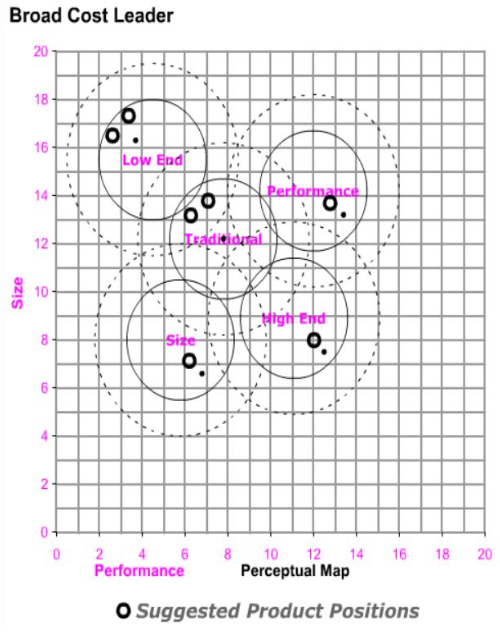 Broad Cost Leader
20
18
16
Low End
14
Performance
12
Traditional
10
Size
High End
8
Size
6
4
2
0
0 2 4 6 8 10 12 14 16 18 20
Performance Perceptual Map
Suggested Product Positions